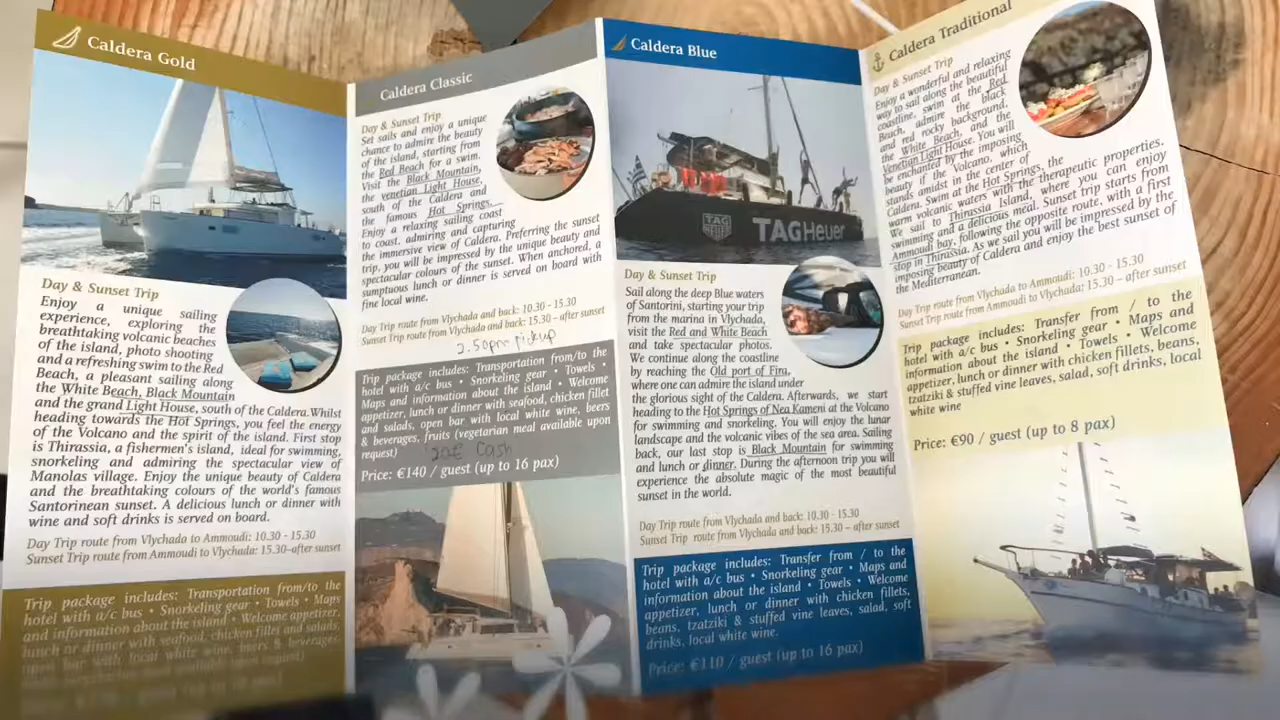 Caldera Gold
Day & Sunset Trip
Enjoy a unique sailing
experience, exploring the
breathtaking volcanic beaches
of the island, photo shooting
and a refreshing swim to the Red
Beach, a pleasant sailing along
the White Beach, Black Mountain
and the grand Light House, south of the Caldera. Whilst
heading towards the Hot Springs, you feel the energy
of the Volcano and the spirit of the island. First stop
is Thirassia, a fishermen's island, ideal for swimming,
snorkeling and admiring the spectacular view of
Manolas village. Enjoy the unique beauty of Caldera
and the breathtaking colours of the world's famous
Santorinean sunset. A delicious lunch or dinner with
wine and soft drinks is served on board.
Day Trip route from Vlychada to Ammoudi: 10.30 - 15.30
Sunset Trip route from Ammoudi to Vlychada: 15.30-after sunset
Trip package includes: Transportation from/to the
hotel with a/c bus • Snorkeling gear • Towels • Maps
and information about the island • Welcome appetizer,
lunch or dinner with seafood, chicken fillet and salads,
open bar with local white wine, beers & beverages,
Caldera Classic
Day & Sunset Trip
Set sails and enjoy a unique
chance to admire the beauty
of the island, starting from
the Red Beach for a swim.
Visit the Black Mountain,
the venetian Light House,
south of the Caldera and
the famous Hot Springs.
Enjoy a relaxing sailing coast
to coast, admiring and capturing
the immersive view of Caldera. Preferring the sunset
trip, you will be impressed by the unique beauty and
spectacular colours of the sunset. When anchored, a
sumptuous lunch or dinner is served on board with
fine local wine.
Day Trip route from Vlychada and back: 10.30 - 15.30
Sunset Trip route from Vlychada and back: 15.30 - after sunset
2.50pm pickup
Trip package includes: Transportation from/to the
hotel with a/c bus • Snorkeling gear • Towels •
Maps and information about the island • Welcome
appetizer, lunch or dinner with seafood, chicken fillet
and salads, open bar with local white wine, beers
& beverages, fruits (vegetarian meal available upon
request)
Cash
Price: €140 / guest (up to 16 pax)
Caldera Blue
TAG
HEUER
TAGHeuer
Day & Sunset Trip
Sail along the deep Blue waters
of Santorini, starting your trip
from the marina in Vlychada,
visit the Red and White Beach
and take spectacular photos.
We continue along the coastline
by reaching the Old port of Fira,
where one can admire the island under
the glorious sight of the Caldera. Afterwards, we start
heading to the Hot Springs of Nea Kameni at the Volcano
for swimming and snorkeling. You will enjoy the lunar
landscape and the volcanic vibes of the sea area. Sailing
back, our last stop is Black Mountain for swimming
and lunch or dinner. During the afternoon trip you will
experience the absolute magic of the most beautiful
sunset in the world.
Day Trip route from Vlychada and back: 10.30 - 15.30
Sunset Trip route from Vlychada and back: 15.30 – after sunset
Trip package includes: Transfer from / to the
hotel with a/c bus • Snorkeling gear • Maps and
information about the island • Towels • Welcome
appetizer, lunch or dinner with chicken fillets,
beans, tzatziki & stuffed vine leaves, salad, soft
drinks, local white wine.
Price: €110 / guest (up to 16 pax)
Caldera Traditional
Day & Sunset Trip
Enjoy a wonderful and relaxing
way to sail along the beautiful
coastline, swim at the Red
Beach, admire the black
and rocky background,
the White Beach, and the
Venetian Light House. You will
be enchanted by the imposing
beauty of the Volcano, which
stands amidst in the center of
Caldera. Swim at the Hot Springs, the
warm volcanic waters with therapeutic properties.
We sail to Thirassia Island, where you can enjoy
swimming and a delicious meal. Sunset trip starts from
Ammoudi bay, following the opposite route, with a first
stop in Thirassia. As we sail you will be impressed by the
imposing beauty of Caldera and enjoy the best sunset of
the Mediterranean.
Day Trip route from Vlychada to Ammoudi: 10.30 - 15.30
Sunset Trip route from Ammoudi to Vlychada: 15.30 - after sunset
Trip package includes: Transfer from / to the
hotel with a/c bus • Snorkeling gear • Maps and
information about the island • Towels • Welcome
appetizer, lunch or dinner with chicken fillets, beans,
tzatziki & stuffed vine leaves, salad, soft drinks, local
white wine
Price: €90 / guest (up to 8 pax)